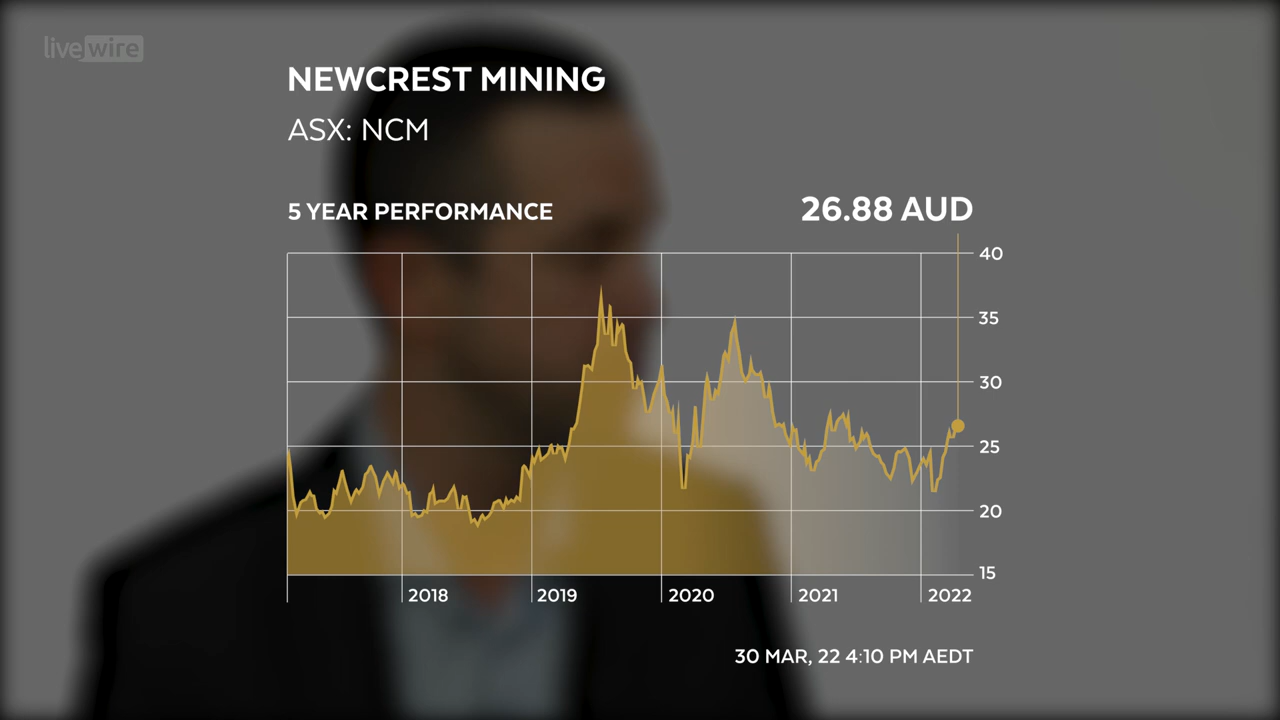 livewire
NEWCREST MINING
ASX: NCM
5 YEAR PERFORMANCE
26.88 AUD
40
35
30
25
20
15
2018 2019 2020 2021 2022
30 MAR, 22 4:10 PM AEDT